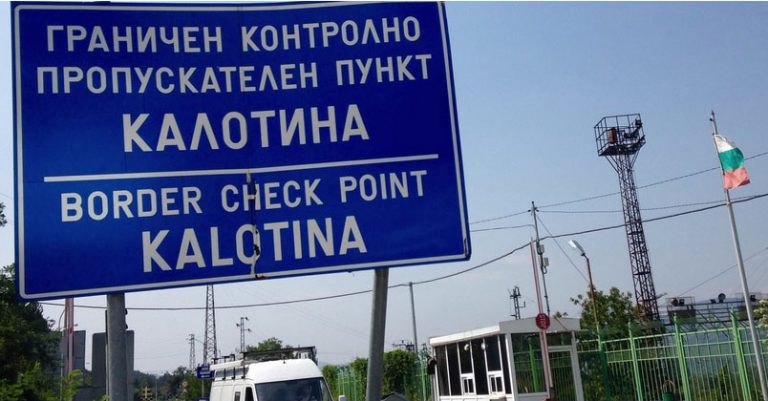 ГРАНИЧЕН КОНТРОЛНО
ПРОПУСКАТЕЛЕН ПУНКТ
КАЛОТИНА
BORDER CHECK POINT
KALOTINA